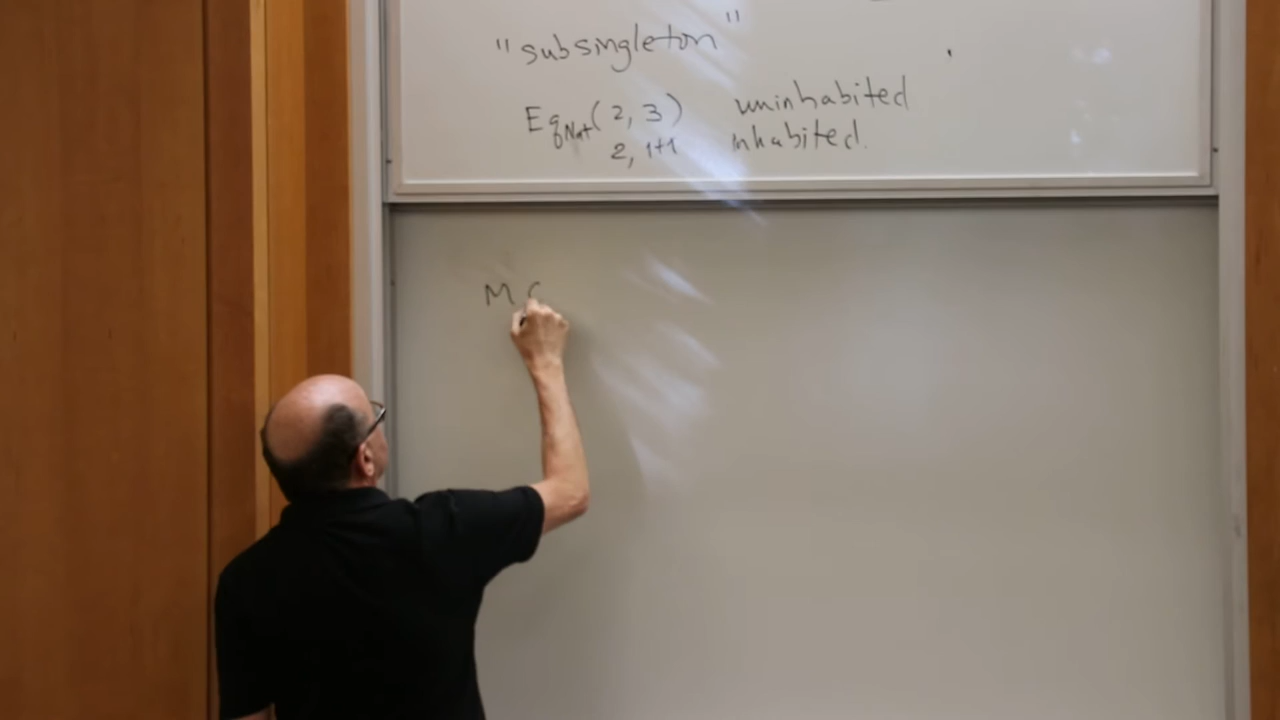 "subsingleton"
Eq_Nat(2, 3) uninhabited
2, 1+1 inhabited.
M